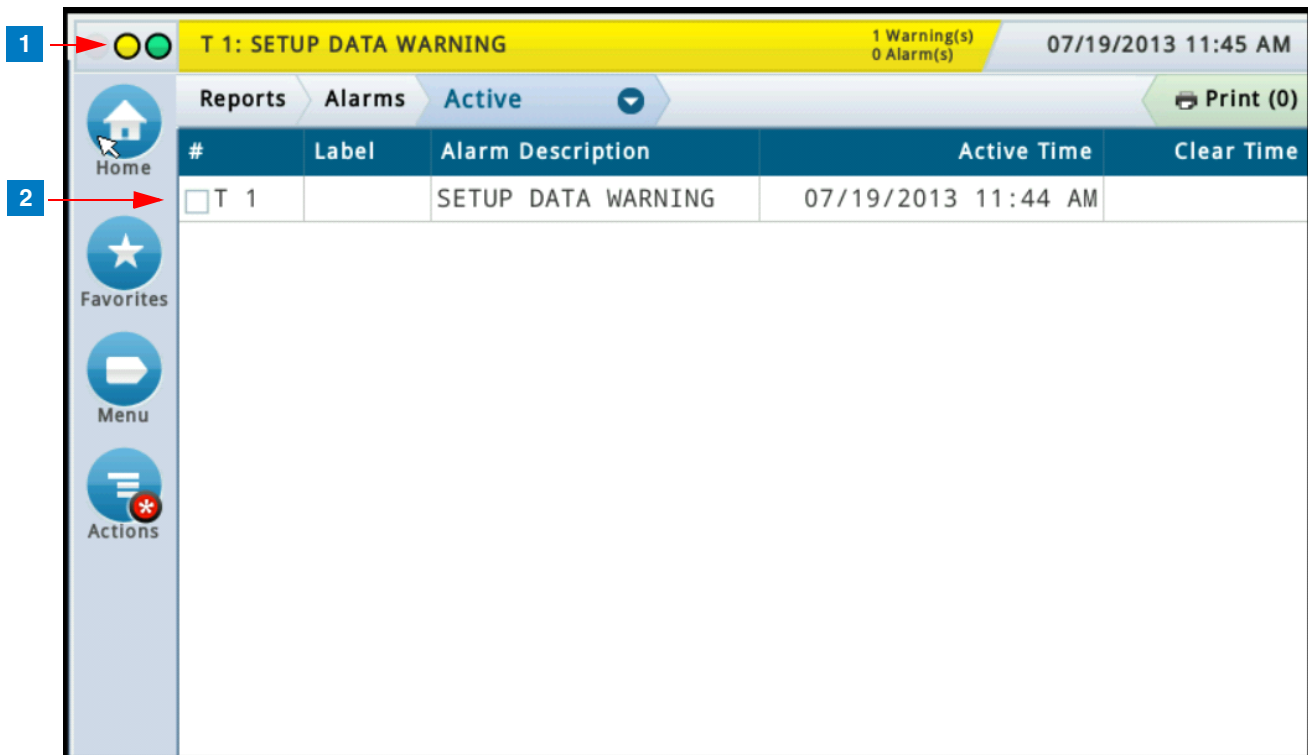 1
T 1: SETUP DATA WARNING
1 Warning(s)
0 Alarm(s)
07/19/2013 11:45 AM
Reports Alarms Active
Print (0)
Home
# Label Alarm Description Active Time Clear Time
2
T 1 SETUP DATA WARNING 07/19/2013 11:44 AM
Favorites
Menu
Actions